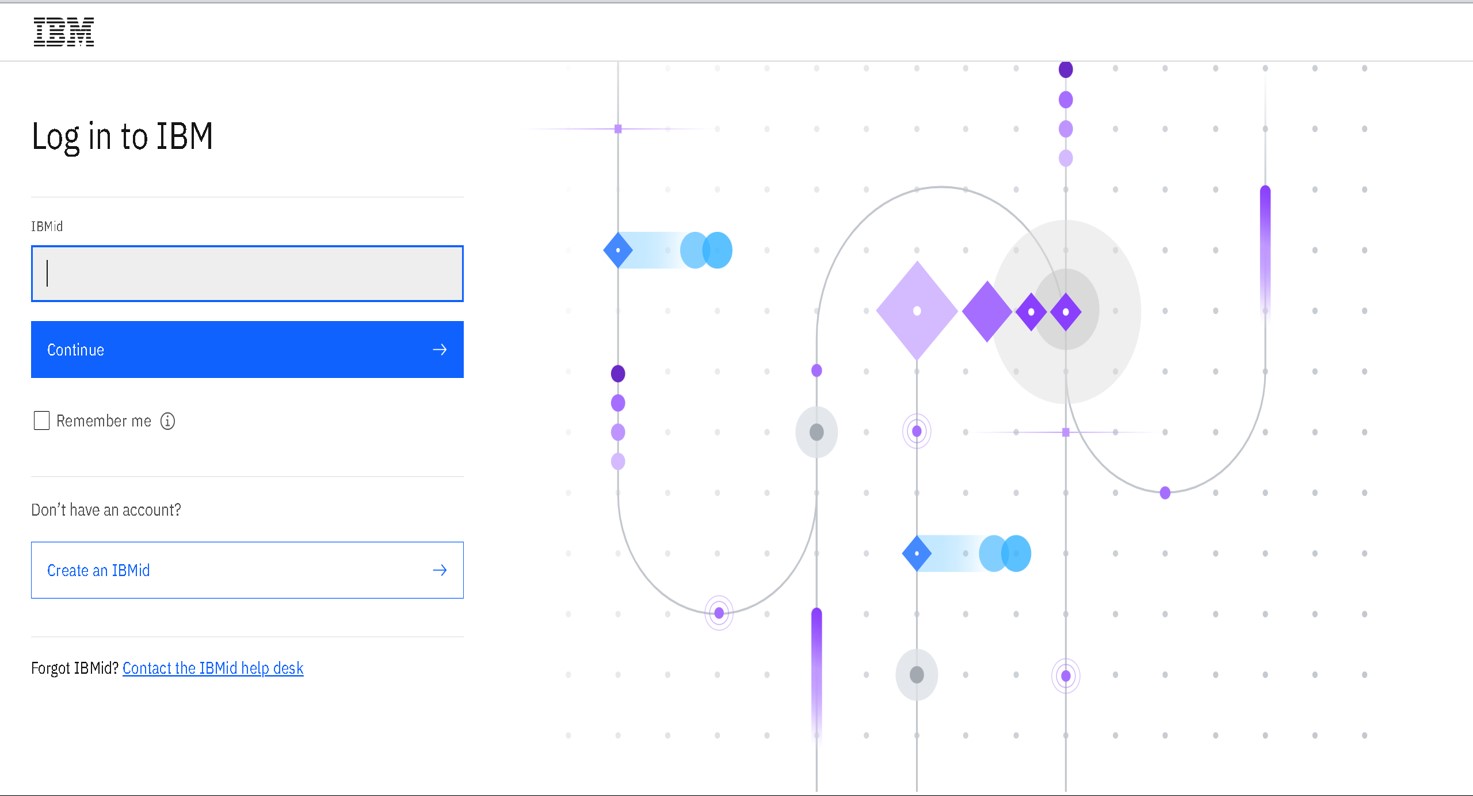 IBM
Log in to IBM
IBMid
Continue
Remember me
Don't have an account?
Create an IBMid
Forgot IBMid? Contact the IBMid help desk